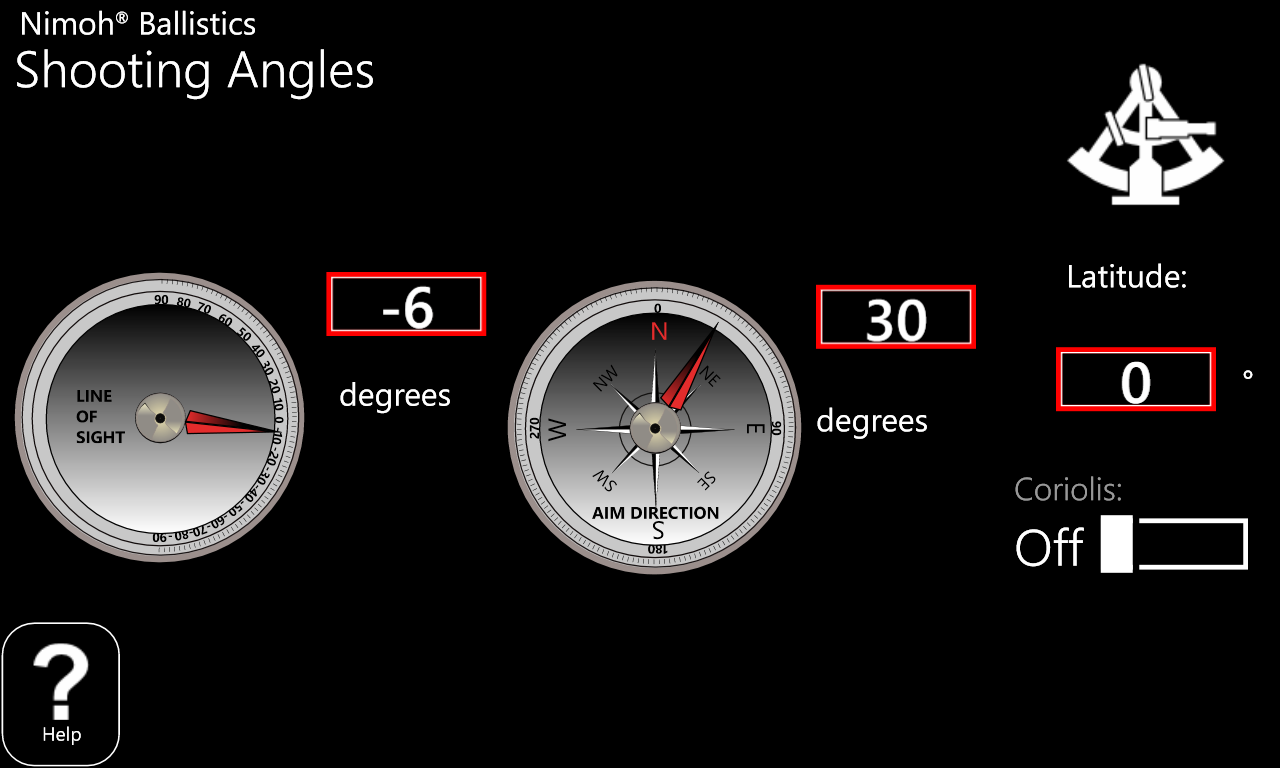 Nimoh® Ballistics
Shooting Angles
90
80
70
60
50
40
30
20
10
0
-10
-20
-30
-40
-50
-60
-70
-80
-90
LINE
OF
SIGHT
-6
degrees
0
N
NW
NE
270
W
E
90
SW
SE
AIM DIRECTION
S
180
30
degrees
Latitude:
0 °
Coriolis:
Off
?
Help